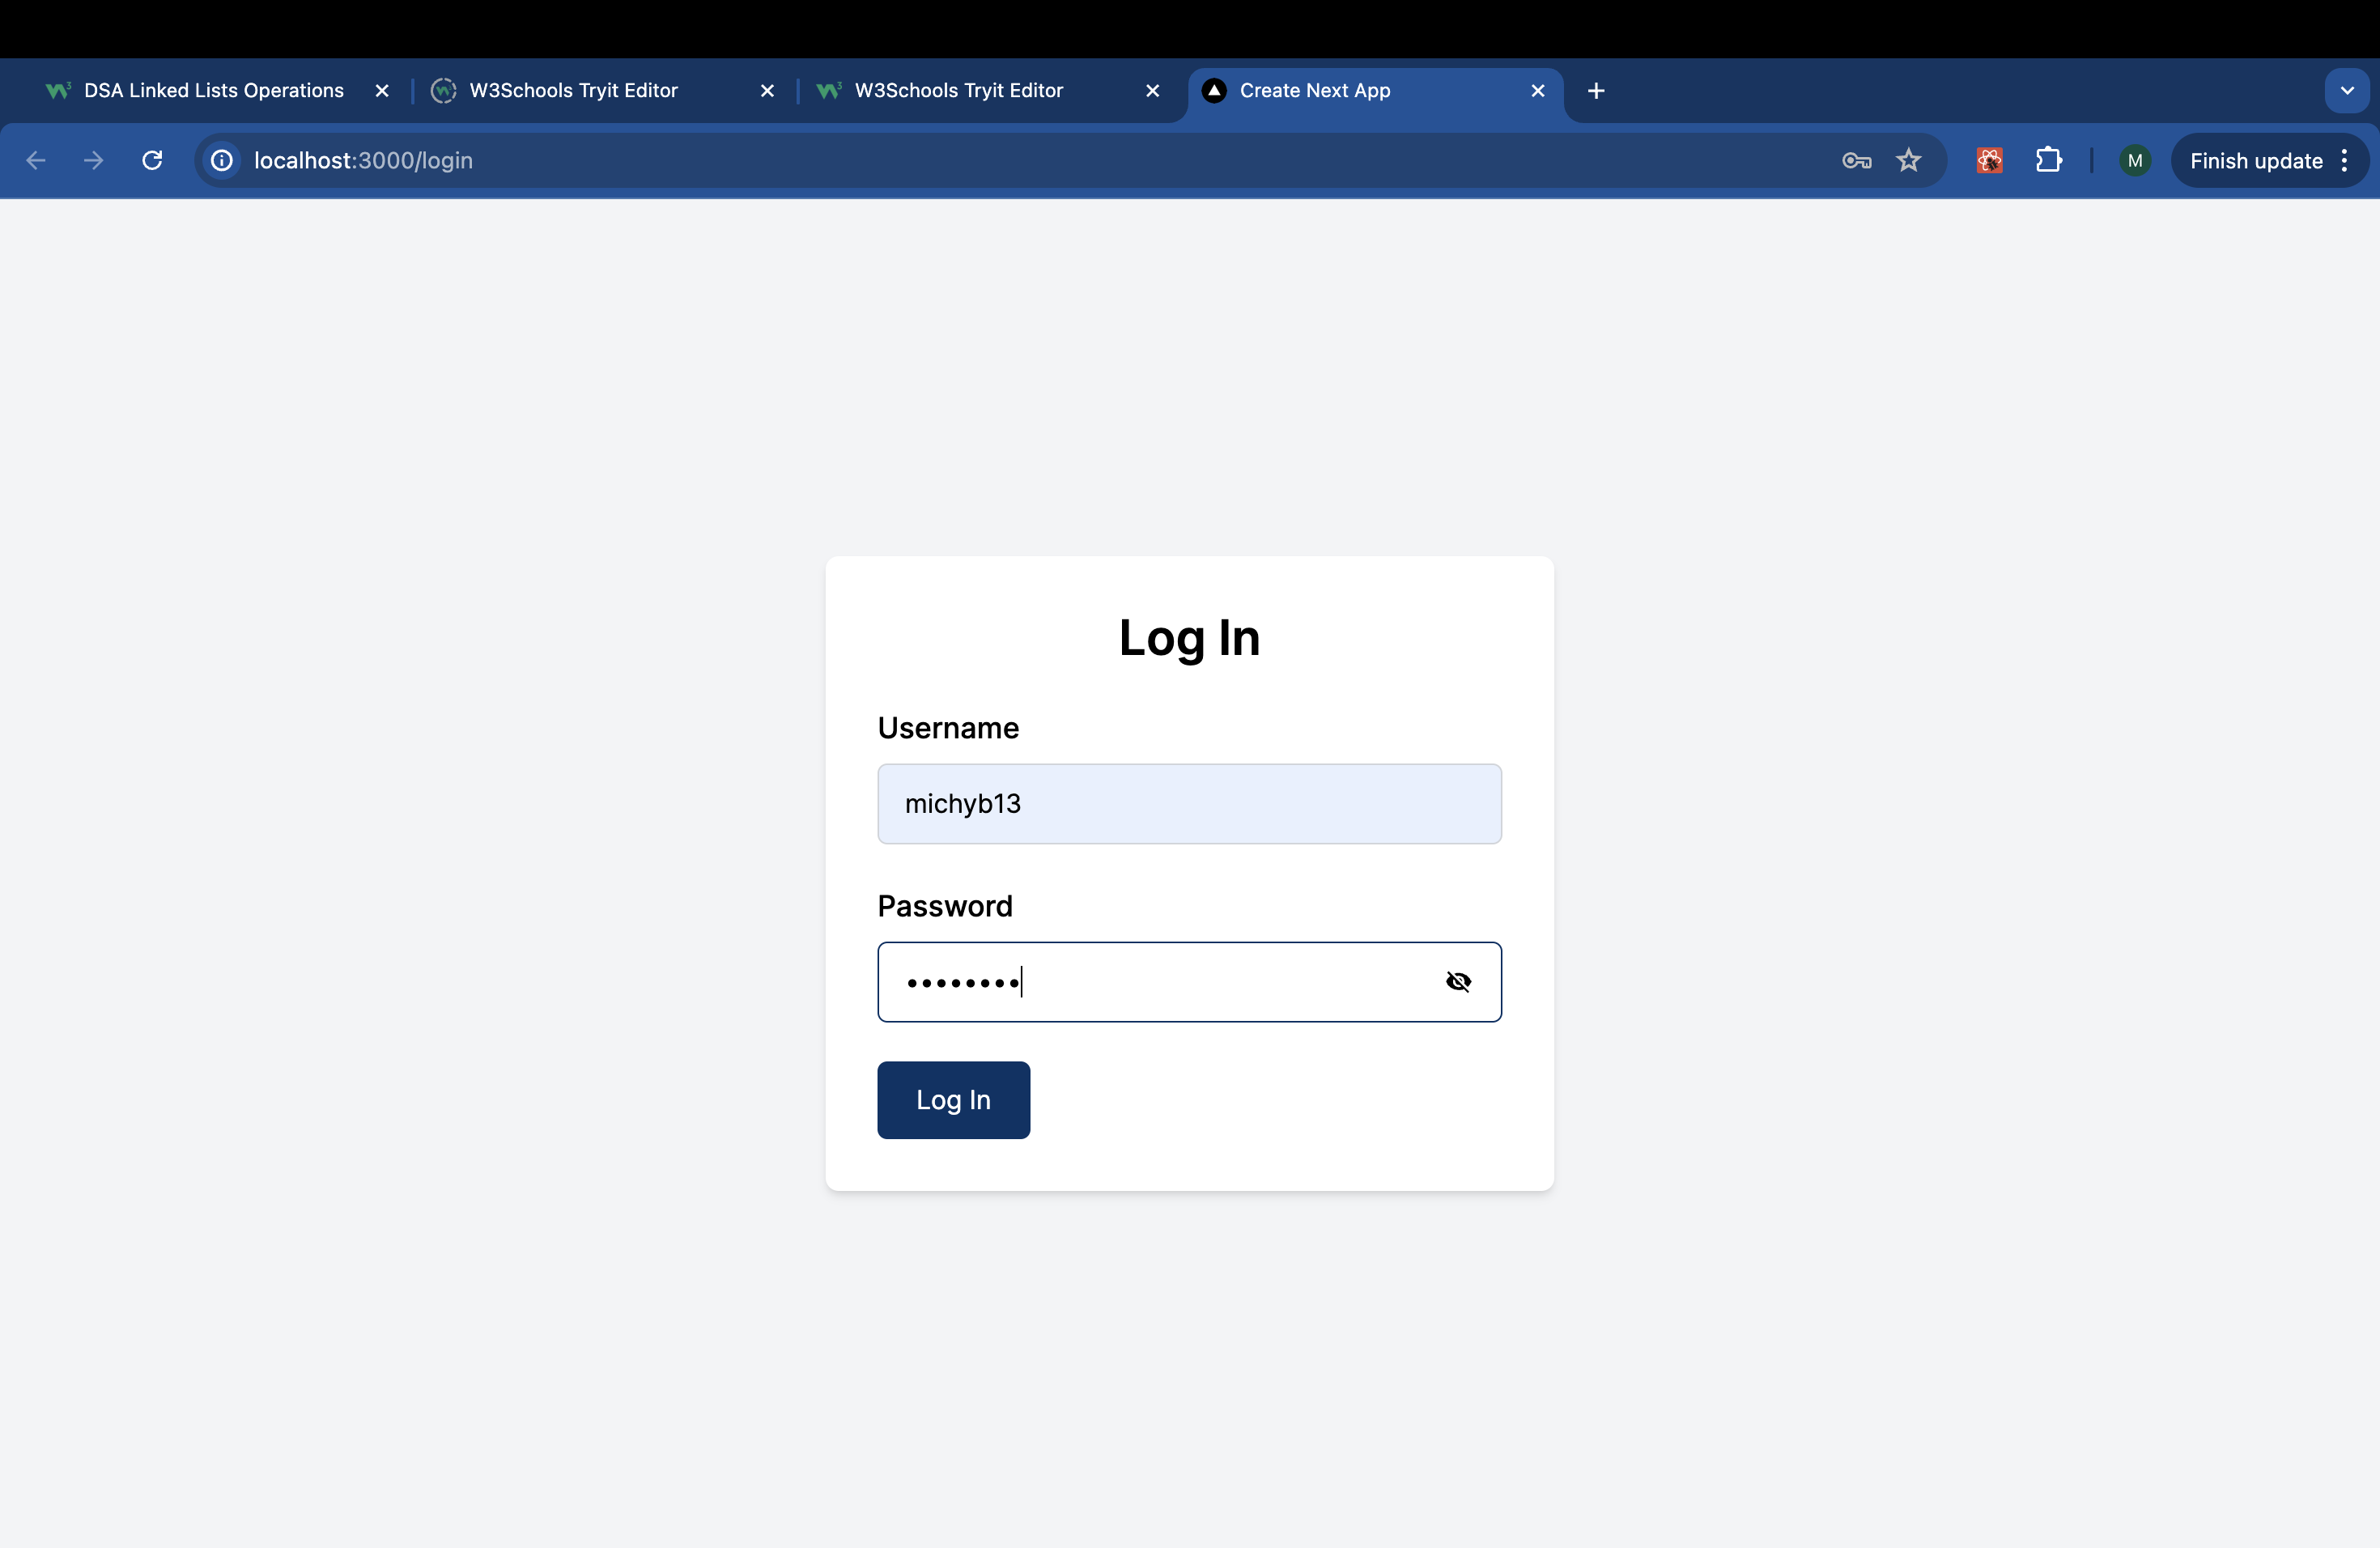 DSA Linked Lists Operations
W3Schools Tryit Editor
W3Schools Tryit Editor
Create Next App
localhost:3000/login
M
Finish update
Log In
Username
michyb13
Password
••••••••
Log In